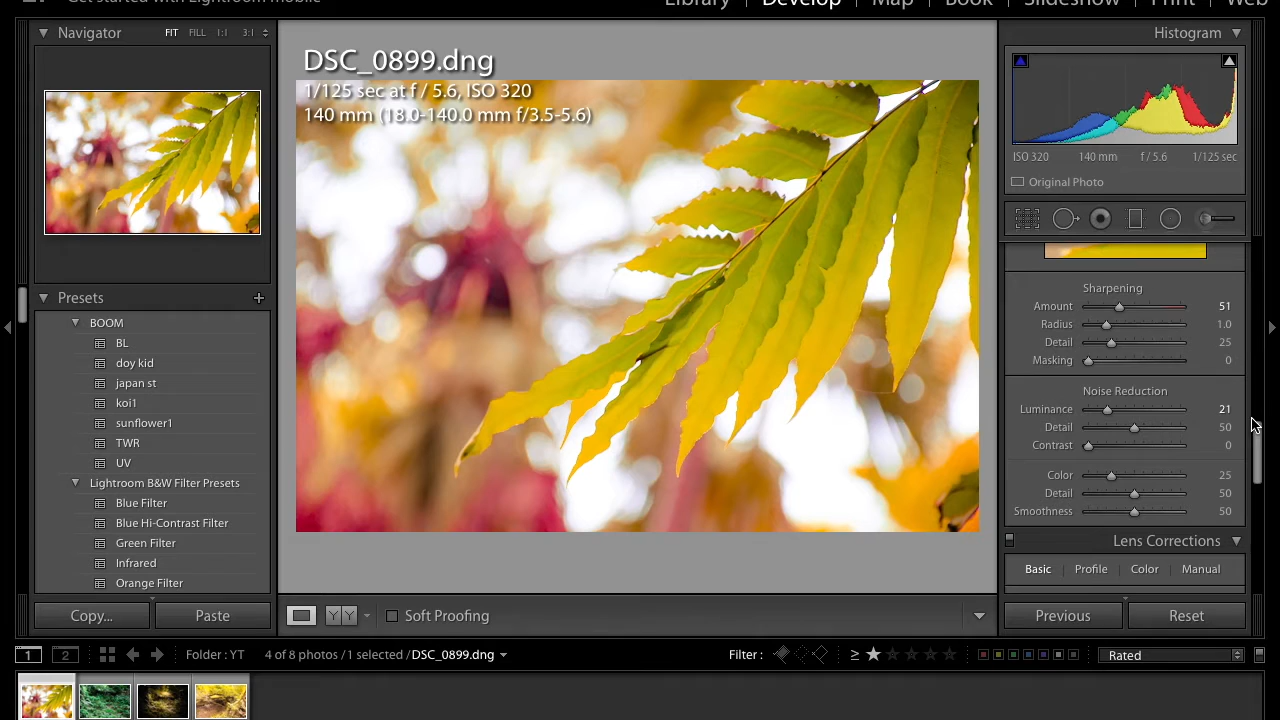 Get started with Lightroom mobile
Library | Develop | Map | Book | Slideshow | Print | Web
Navigator FIT FILL 1:1 3:1
Histogram
DSC_0899.dng
1/125 sec at f / 5.6, ISO 320
140 mm (18.0-140.0 mm f/3.5-5.6)
ISO 320 140 mm f / 5.6 1/125 sec
Original Photo
Presets +
BOOM
BL
doy kid
japan st
koi1
sunflower1
TWR
UV
Lightroom B&W Filter Presets
Blue Filter
Blue Hi-Contrast Filter
Green Filter
Infrared
Orange Filter
Sharpening
Amount 51
Radius 1.0
Detail 25
Masking 0
Noise Reduction
Luminance 21
Detail 50
Contrast 0
Color 25
Detail 50
Smoothness 50
Lens Corrections
Basic | Profile | Color | Manual
Copy... Paste
Y Y Soft Proofing
Previous Reset
1 2 Folder : YT 4 of 8 photos / 1 selected / DSC_0899.dng Filter : ≥ Rated